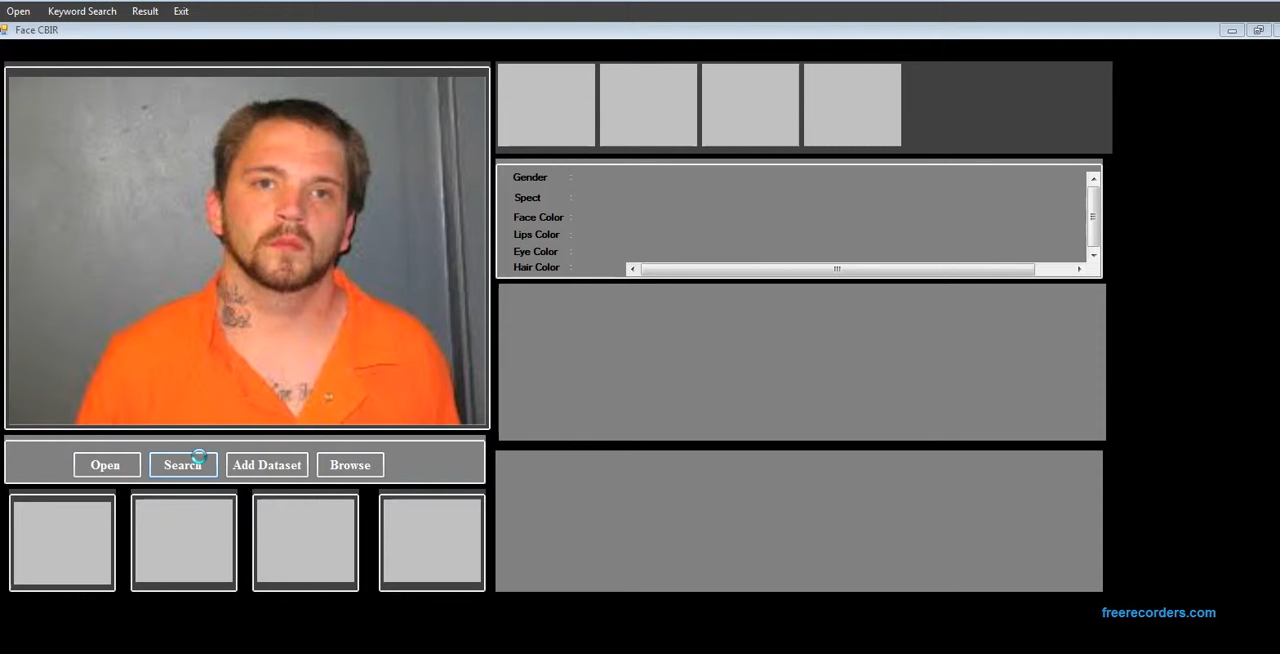 Open Keyword Search Result Exit
Face CBIR
Gender :
Spect :
Face Color :
Lips Color :
Eye Color :
Hair Color :
Open Search Add Dataset Browse
freerecorders.com